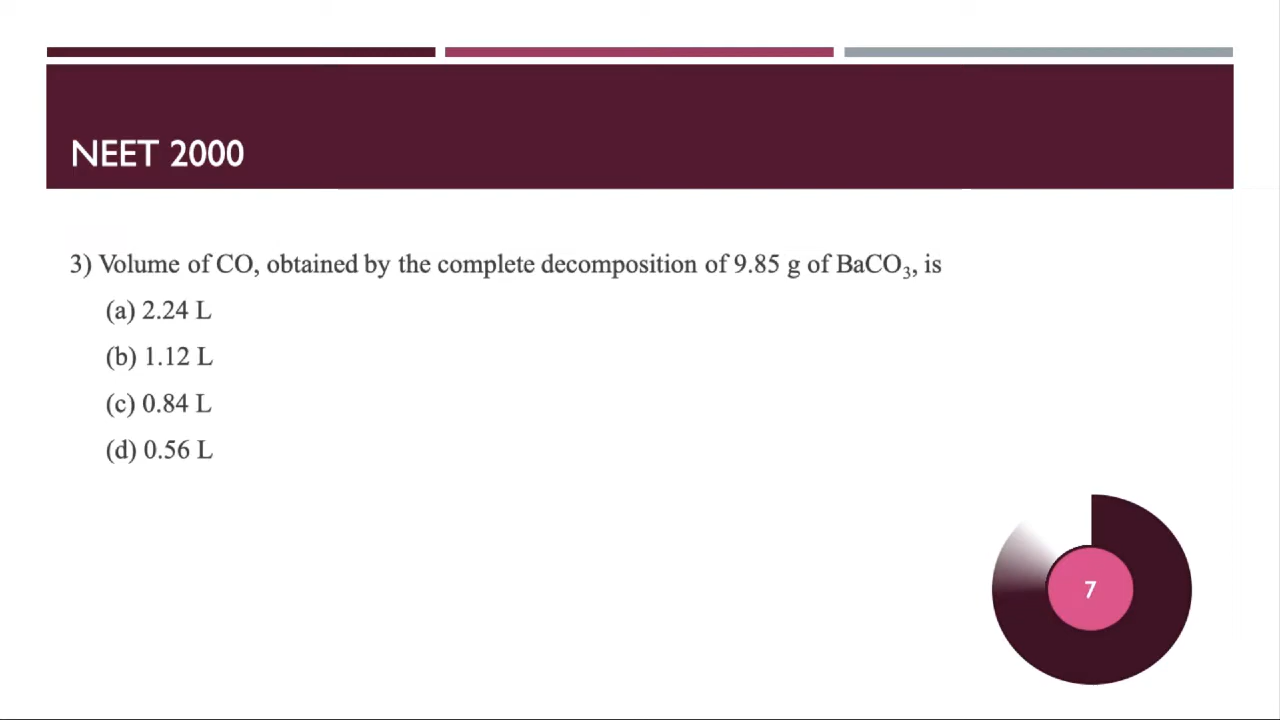 NEET 2000
3) Volume of CO, obtained by the complete decomposition of 9.85 g of BaCO₃, is
(a) 2.24 L
(b) 1.12 L
(c) 0.84 L
(d) 0.56 L
7